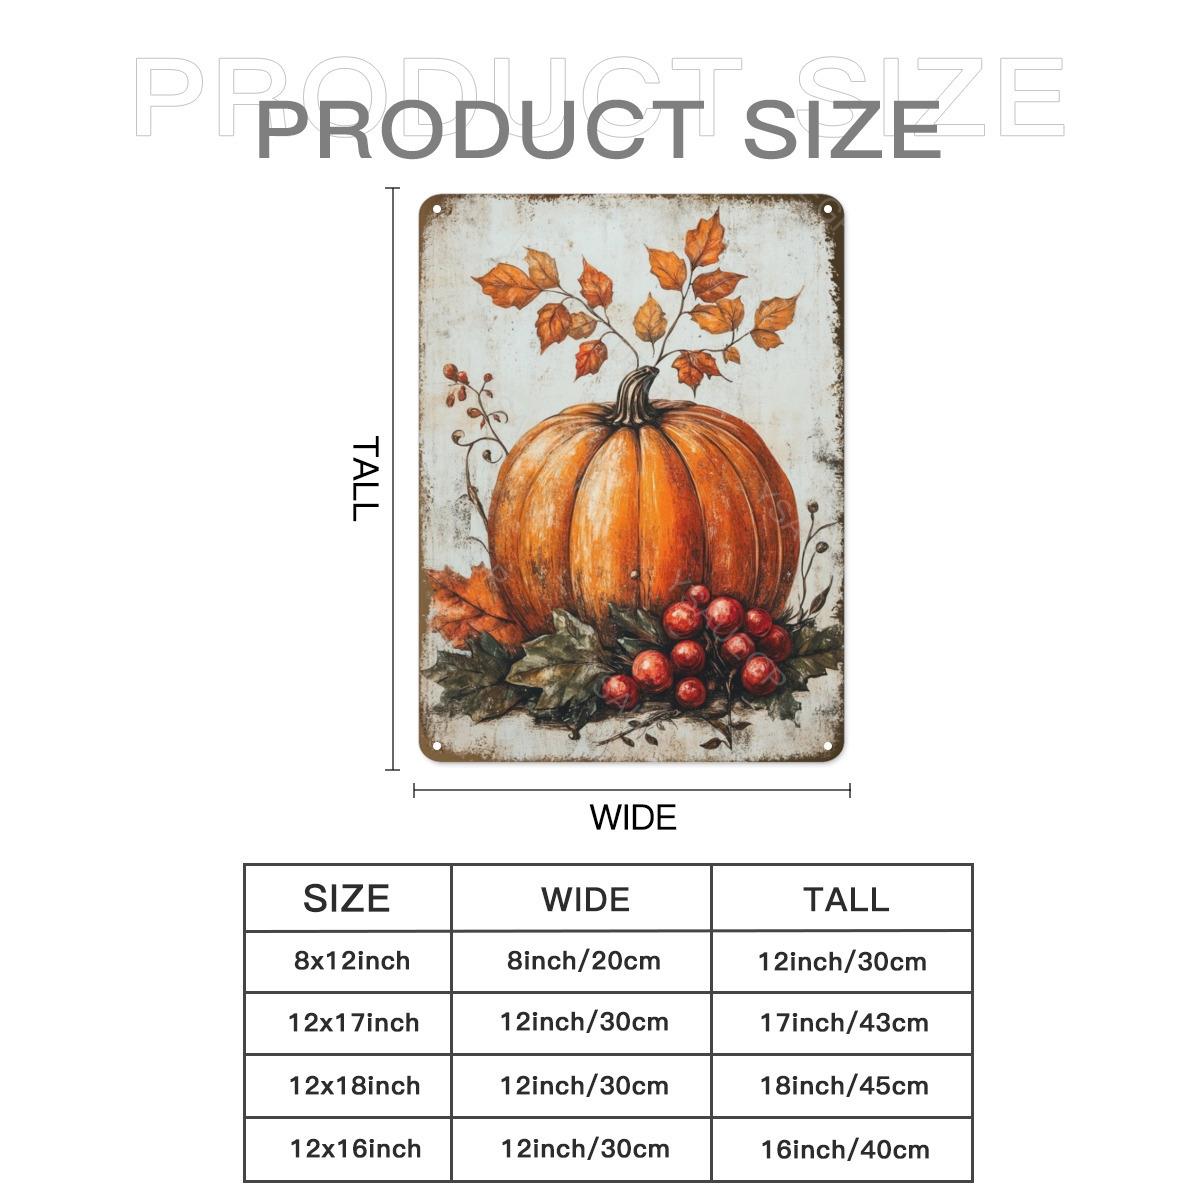 PRODUCT SIZE
PRODUCT SIZE
TALL
WIDE
SIZE WIDE TALL
8x12inch 8inch/20cm 12inch/30cm
12x17inch 12inch/30cm 17inch/43cm
12x18inch 12inch/30cm 18inch/45cm
12x16inch 12inch/30cm 16inch/40cm